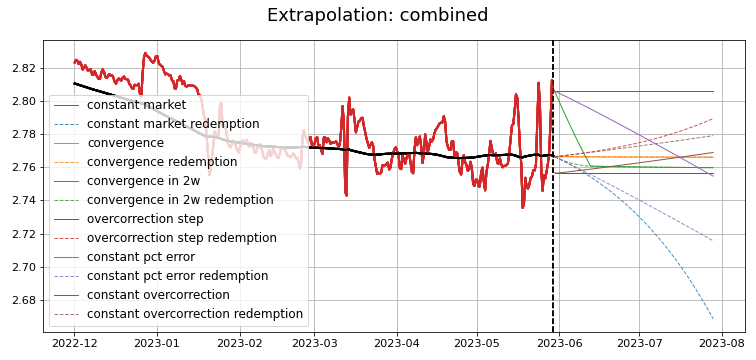 Extrapolation: combined
2.82
2.80
2.78
2.76
2.74
2.72
2.70
2.68
constant market
constant market redemption
convergence
convergence redemption
convergence in 2w
convergence in 2w redemption
overcorrection step
overcorrection step redemption
constant pct error
constant pct error redemption
constant overcorrection
constant overcorrection redemption
2022-12 2023-01 2023-02 2023-03 2023-04 2023-05 2023-06 2023-07 2023-08